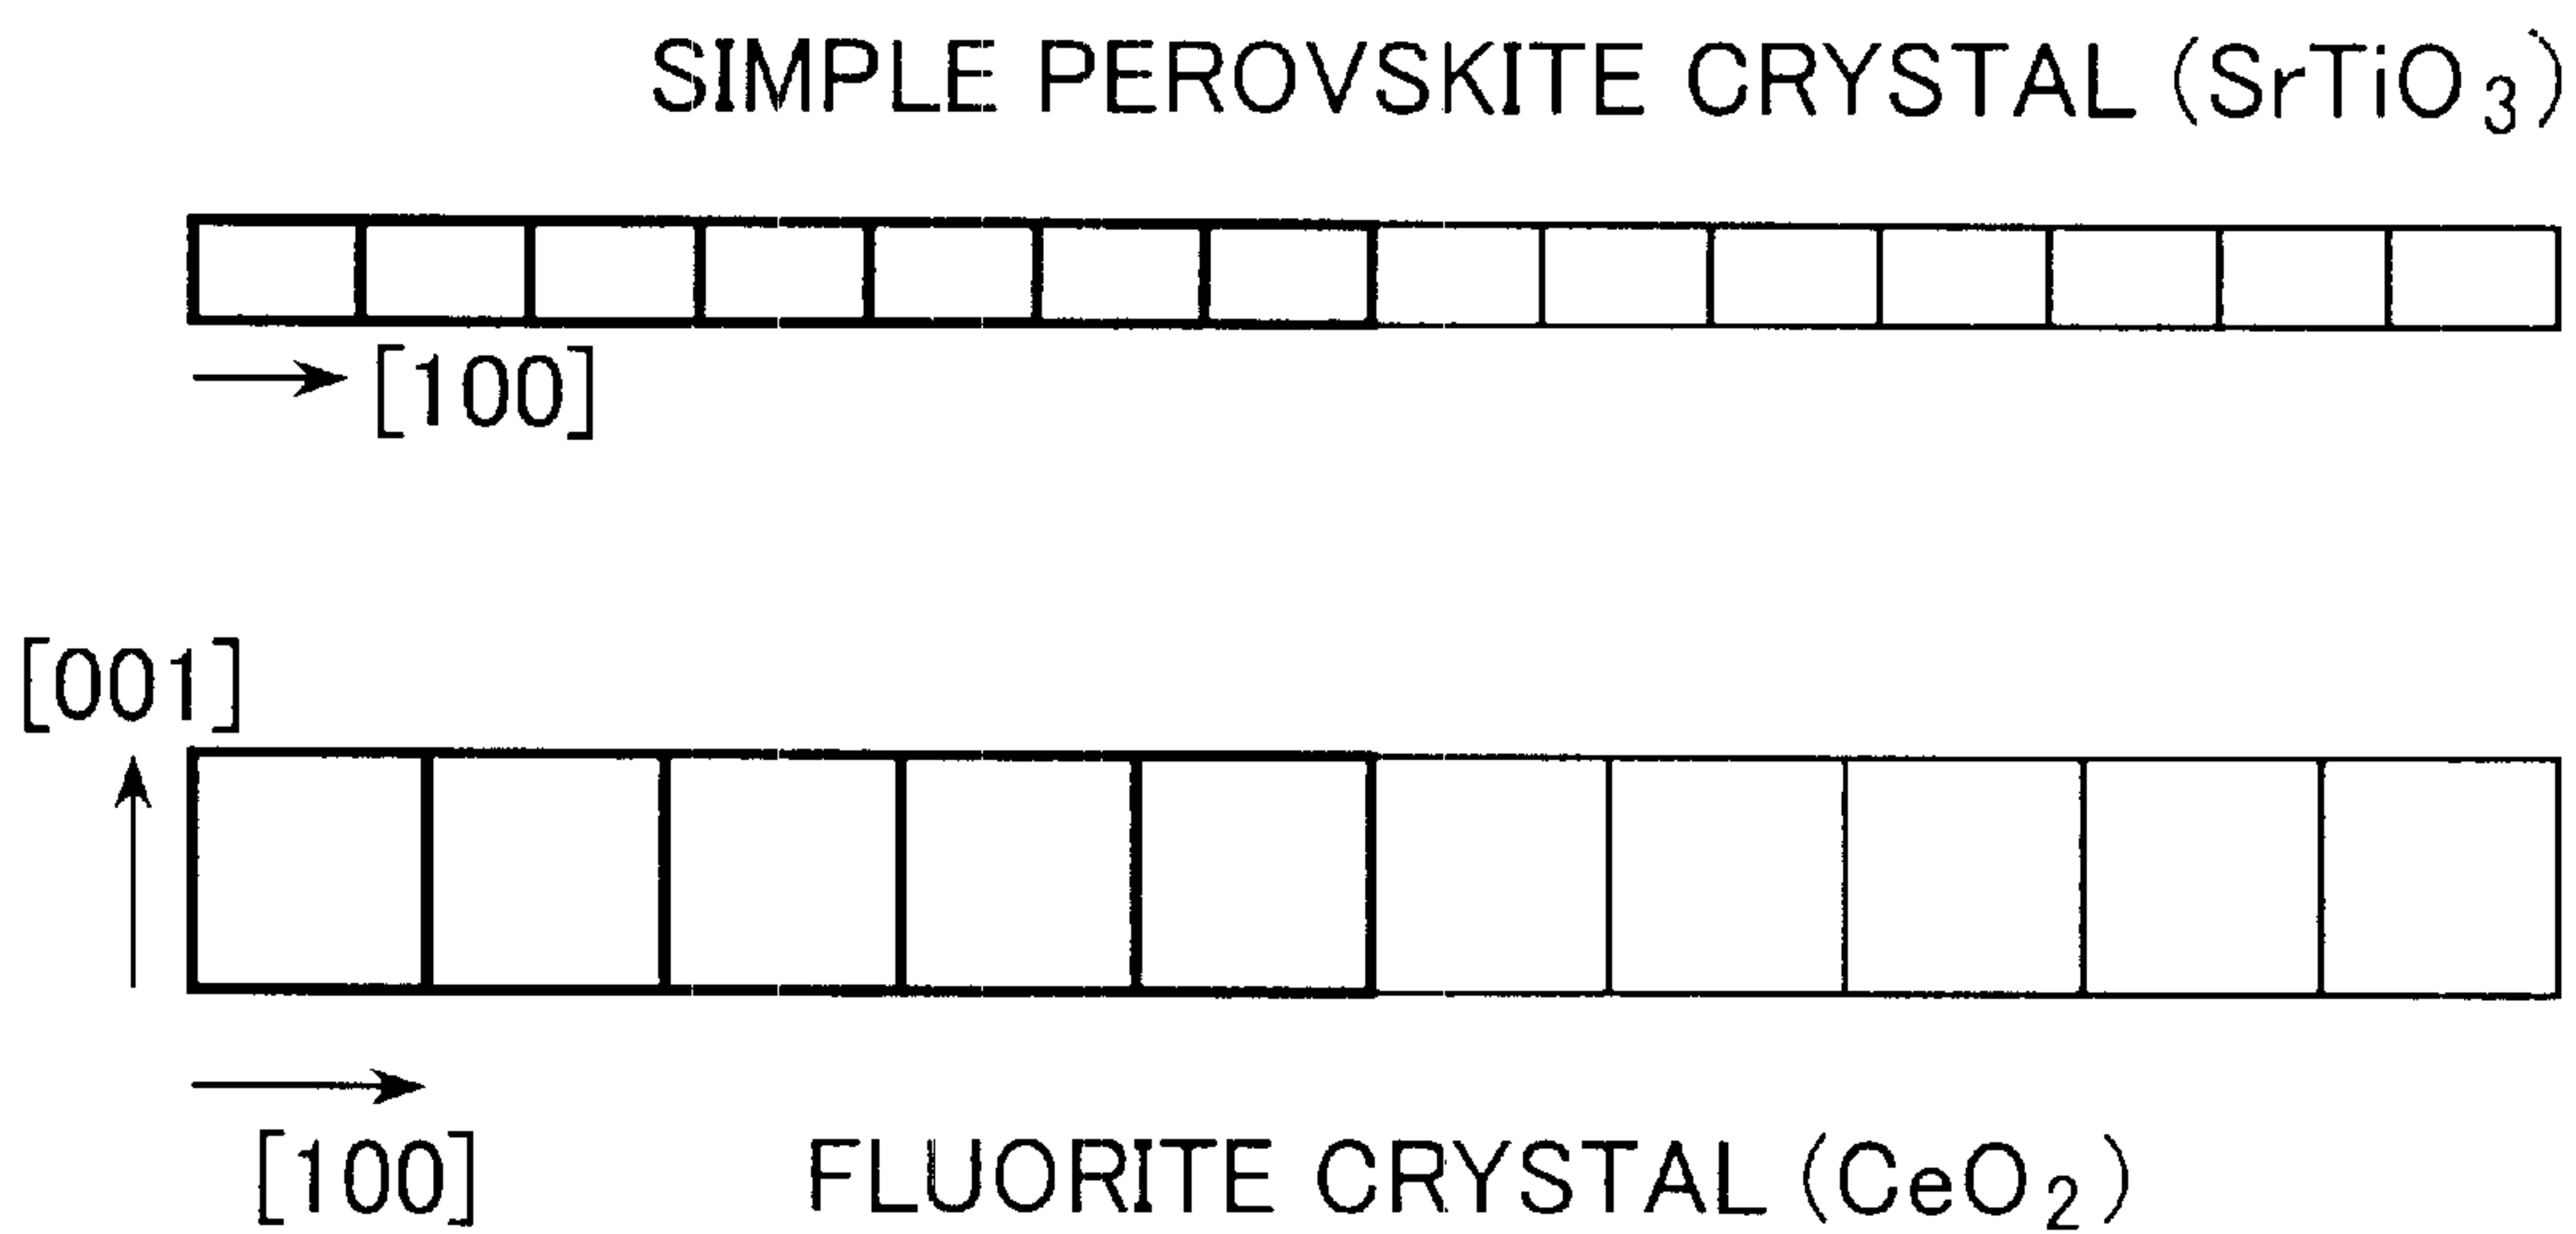 SIMPLE PEROVSKITE CRYSTAL (SrTiO₃)
[100]
[001]
[100]
FLUORITE CRYSTAL (CeO₂)